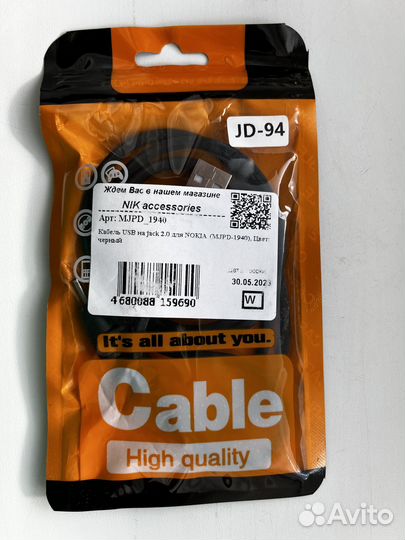 JD-94
Ждем Вас в нашем магазине
NIK accessories
Арт: MJPD_1940
Кабель USB на jack 2.0 для NOKIA (MJPD-1940), Цвет:
черный
30.05.2023
4 680088 159690
W
It's all about you.
Cable
High quality
Avito